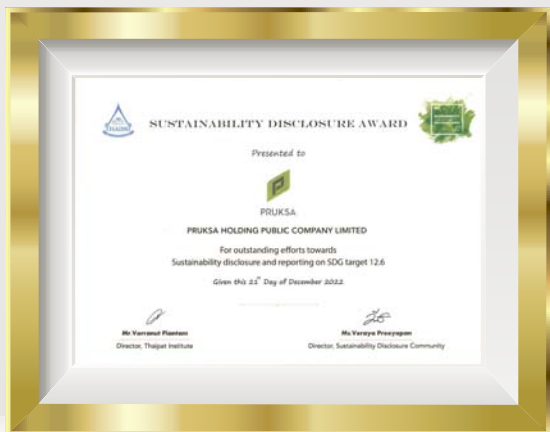 SUSTAINABILITY DISCLOSURE AWARD
Presented to
PRUKSA
PRUKSA HOLDING PUBLIC COMPANY LIMITED
For outstanding efforts towards
Sustainability disclosure and reporting on SDG target 12.6
Given this 21st Day of December 2022
Director, Thaipat Institute
Director, Sustainability Disclosure Community